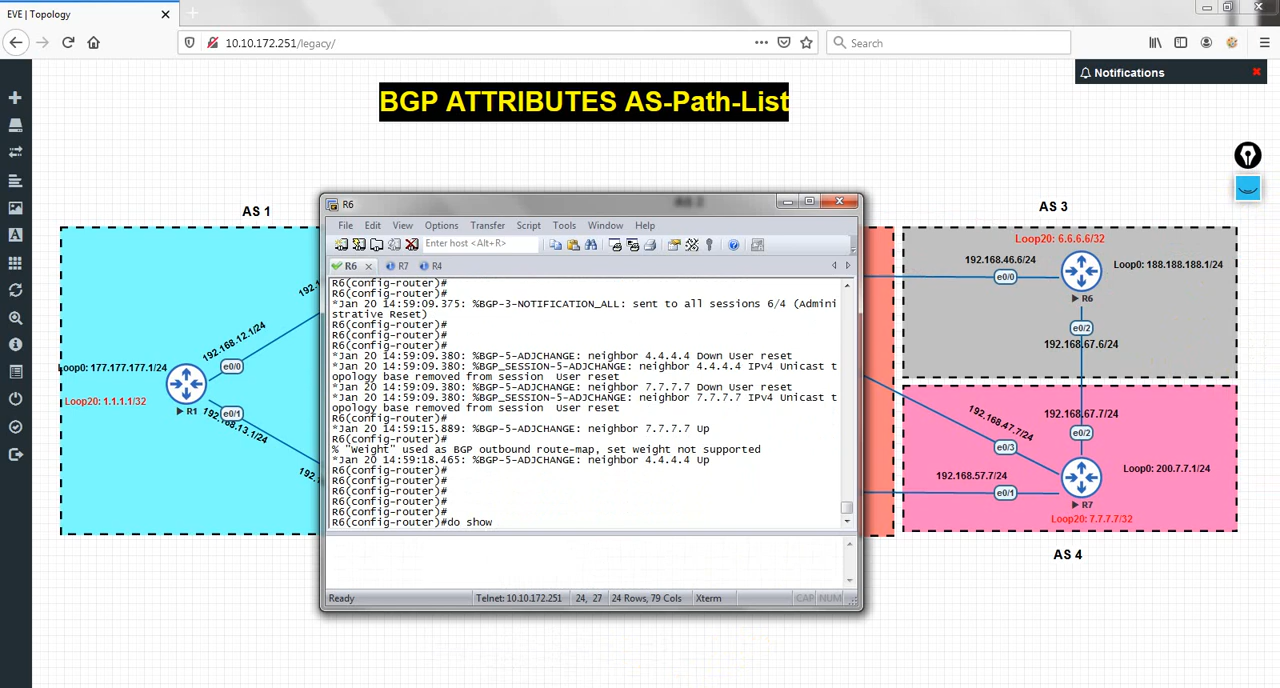 EVE | Topology
10.10.172.251/legacy/
Search
Notifications
BGP ATTRIBUTES AS-Path-List
AS 1
AS 2
AS 3
R6
File Edit View Options Transfer Script Tools Window Help
Enter host <Alt+R>
R6 R7 R4
R6(config-router)#
R6(config-router)#
*Jan 20 14:59:09.375: %BGP-3-NOTIFICATION_ALL: sent to all sessions 6/4 (Admini
strative Reset)
R6(config-router)#
R6(config-router)#
R6(config-router)#
*Jan 20 14:59:09.380: %BGP-5-ADJCHANGE: neighbor 4.4.4.4 Down User reset
*Jan 20 14:59:09.380: %BGP_SESSION-5-ADJCHANGE: neighbor 4.4.4.4 IPv4 Unicast t
opology base removed from session  User reset
*Jan 20 14:59:09.380: %BGP-5-ADJCHANGE: neighbor 7.7.7.7 Down User reset
*Jan 20 14:59:09.380: %BGP_SESSION-5-ADJCHANGE: neighbor 7.7.7.7 IPv4 Unicast t
opology base removed from session  User reset
R6(config-router)#
*Jan 20 14:59:15.889: %BGP-5-ADJCHANGE: neighbor 7.7.7.7 Up
R6(config-router)#
% "Weight" used as BGP outbound route-map, set weight not supported
*Jan 20 14:59:18.465: %BGP-5-ADJCHANGE: neighbor 4.4.4.4 Up
R6(config-router)#
R6(config-router)#
R6(config-router)#
R6(config-router)#
R6(config-router)#
R6(config-router)#do show
Ready
Telnet: 10.10.172.251
24, 27
24 Rows, 79 Cols
Xterm
CAP NUM
192.168.12.1/24
e0/0
Loop0: 177.177.177.1/24
Loop20: 1.1.1.1/32
R1
e0/1
192.168.13.1/24
Loop20: 6.6.6.6/32
192.168.46.6/24
Loop0: 188.188.188.1/24
e0/0
R6
e0/2
192.168.67.6/24
192.168.47.7/24
192.168.67.7/24
e0/2
e0/3
192.168.57.7/24
Loop0: 200.7.7.1/24
e0/1
R7
Loop20: 7.7.7.7/32
AS 4